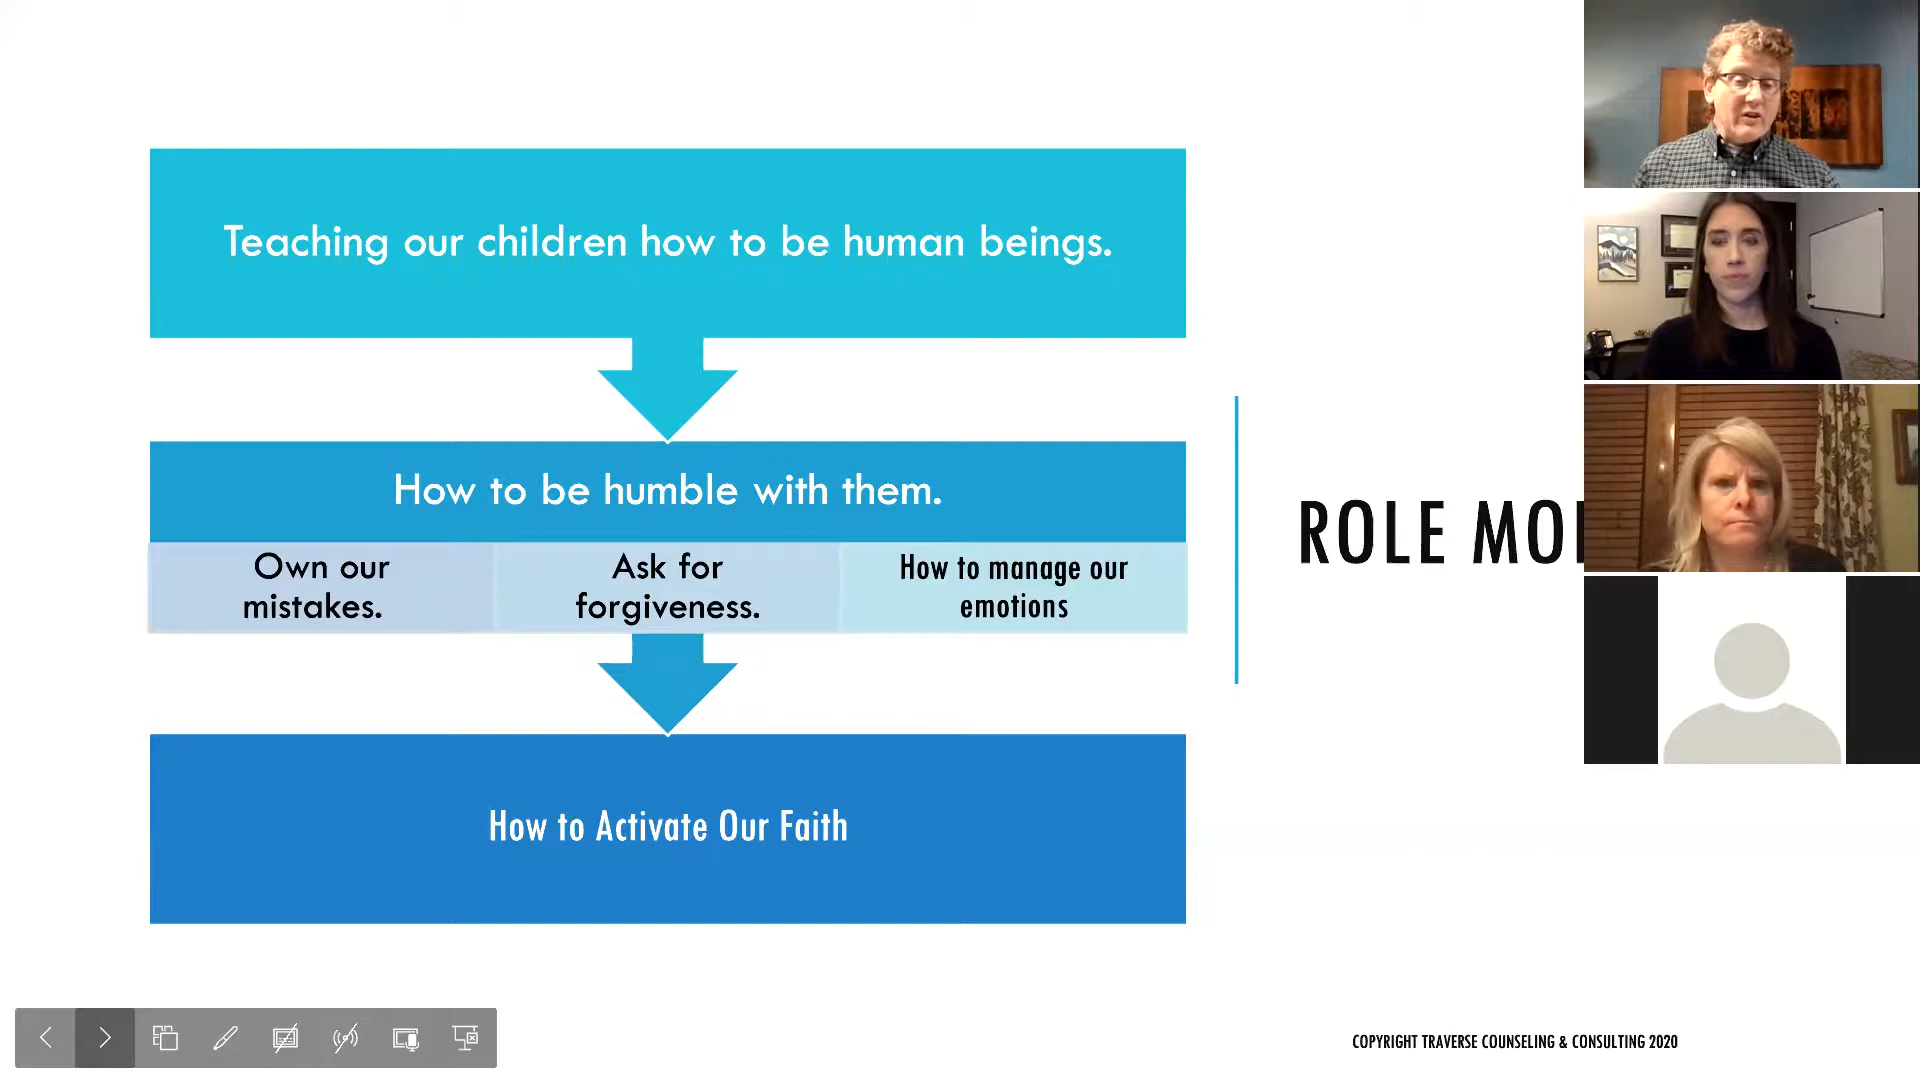 Teaching our children how to be human beings.
How to be humble with them.
Own our
mistakes.
Ask for
forgiveness.
How to manage our
emotions
How to Activate Our Faith
ROLE
COPYRIGHT TRAVERSE COUNSELING & CONSULTING 2020